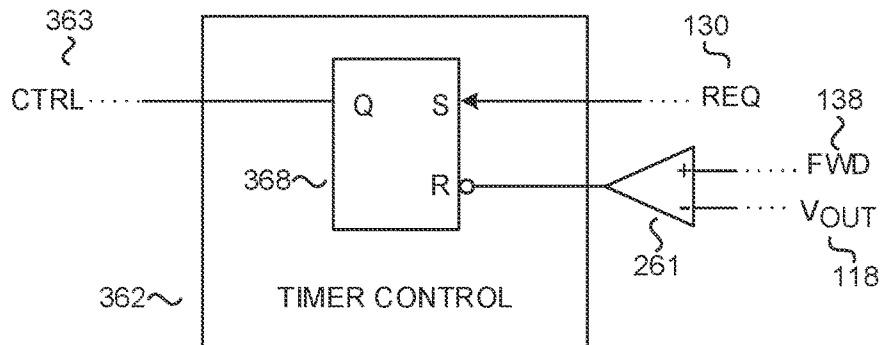 363
130
CTRL
Q
S
REQ
138
FWD
368
R
+
-
VOUT
261
118
362
TIMER CONTROL